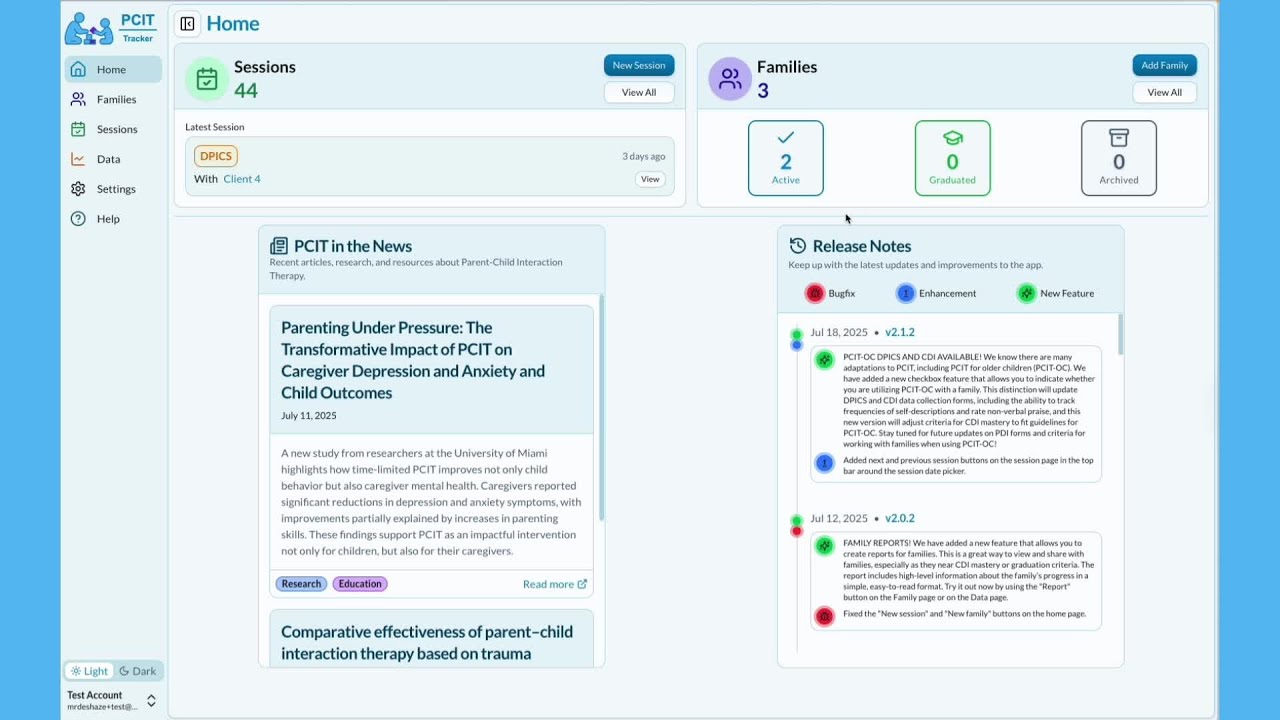 PCIT
Tracker
Home
Families
Sessions
Data
Settings
Help
Light
Dark
Test Account
mrdeshaze+test@...
Home
Sessions
44
New Session
View All
Latest Session
DPICS
3 days ago
With Client 4
View
Families
3
Add Family
View All
2
Active
0
Graduated
0
Archived
PCIT in the News
Recent articles, research, and resources about Parent-Child Interaction
Therapy.
Parenting Under Pressure: The
Transformative Impact of PCIT on
Caregiver Depression and Anxiety and
Child Outcomes
July 11, 2025
A new study from researchers at the University of Miami
highlights how time-limited PCIT improves not only child
behavior but also caregiver mental health. Caregivers reported
significant reductions in depression and anxiety symptoms, with
improvements partially explained by increases in parenting
skills. These findings support PCIT as an impactful intervention
not only for children, but also for their caregivers.
Research
Education
Read more
Comparative effectiveness of parent–child
interaction therapy based on trauma
Release Notes
Keep up with the latest updates and improvements to the app.
Bugfix
Enhancement
New Feature
Jul 18, 2025 • v2.1.2
PCIT-OC DPICS AND CDI AVAILABLE! We know there are many
adaptations to PCIT, including PCIT for older children (PCIT-OC). We
have added a new checkbox feature that allows you to indicate whether
you are utilizing PCIT-OC with a family. This distinction will update
DPICS and CDI data collection forms, including the ability to track
frequencies of self-descriptions and rate non-verbal praise, and this
new version will adjust criteria for CDI mastery to fit guidelines for
PCIT-OC. Stay tuned for future updates on PDI forms and criteria for
working with families when using PCIT-OC!
Added next and previous session buttons on the session page in the top
bar around the session date picker.
Jul 12, 2025 • v2.0.2
FAMILY REPORTS! We have added a new feature that allows you to
create reports for families. This is a great way to view and share with
families, especially as they near CDI mastery or graduation criteria. The
report includes high-level information about the family's progress in a
simple, easy-to-read format. Try it out now by using the "Report"
button on the Family page or on the Data page.
Fixed the "New session" and "New family" buttons on the home page.